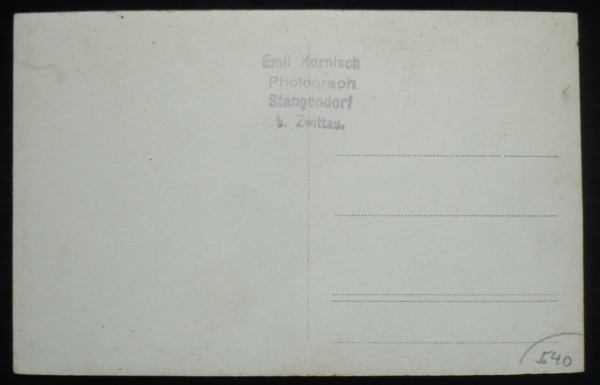 Emil Hornisch
Photograph
Stangendorf
b. Zwittau.
540